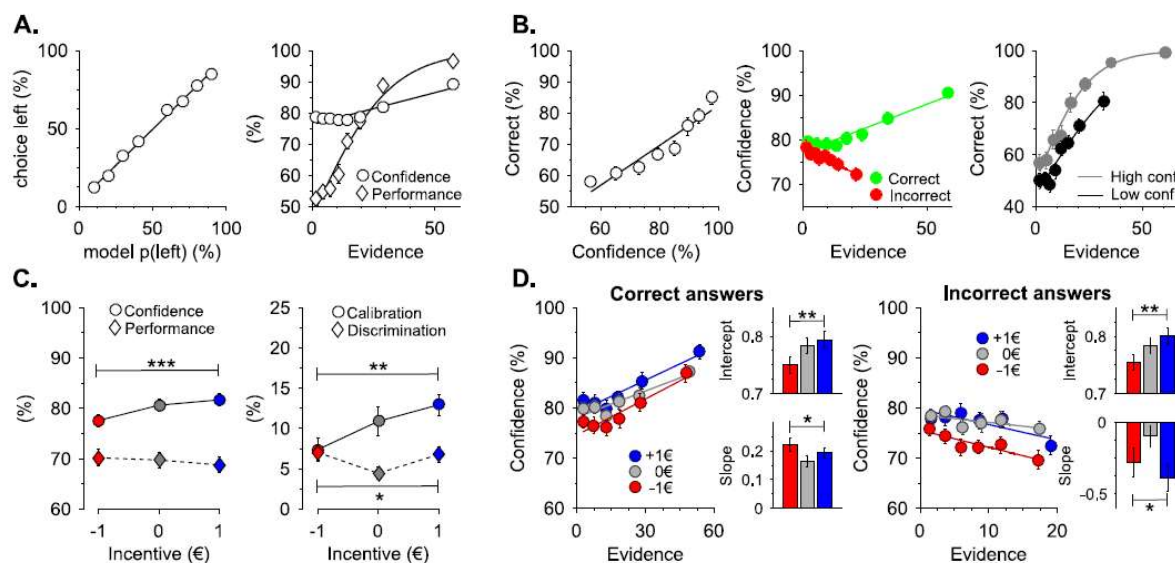 A.
choice left (%)
100
50
0
0
50
100
model p(left) (%)
(%)
100
90
80
70
60
50
Confidence
Performance
0
20
40
60
Evidence
B.
Correct (%)
100
90
80
70
60
50
60
70
80
90
100
Confidence (%)
Confidence (%)
100
90
80
70
Correct
Incorrect
0
50
Evidence
Correct (%)
100
80
60
40
High conf
Low conf
0
20
40
60
Evidence
C.
Confidence
Performance
(%)
100
90
80
70
60
***
-1
0
1
Incentive (€)
Calibration
Discrimination
(%)
25
20
15
10
5
0
**
*
-1
0
1
Incentive (€)
D.
Correct answers
Confidence (%)
100
90
80
70
60
+1€
0€
−1€
0
30
60
Evidence
**
Intercept
0,8
0.7
*
Slope
0,2
0,1
0
Incorrect answers
Confidence (%)
100
90
80
70
60
+1€
0€
−1€
0
10
20
Evidence
**
Intercept
0,8
0.7
Slope
0
−0,5
*